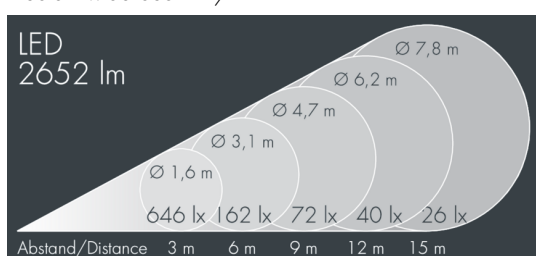 LED
2652 lm
Ø 7,8 m
Ø 6,2 m
Ø 4,7 m
Ø 3,1 m
Ø 1,6 m
646 lx 162 lx 72 lx 40 lx 26 lx
Abstand/Distance 3 m 6 m 9 m 12 m 15 m